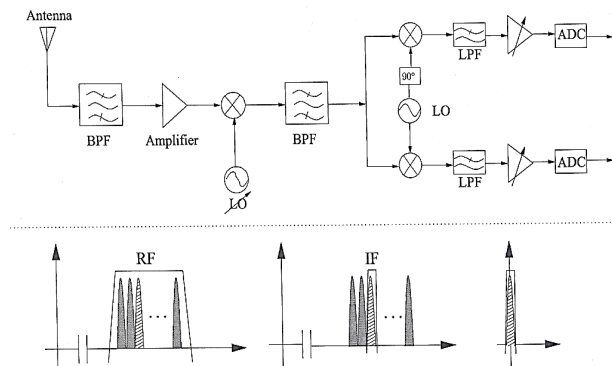 Antenna
BPF
Amplifier
LO
BPF
90°
LO
LPF
ADC
LPF
ADC
RF
...
IF
...